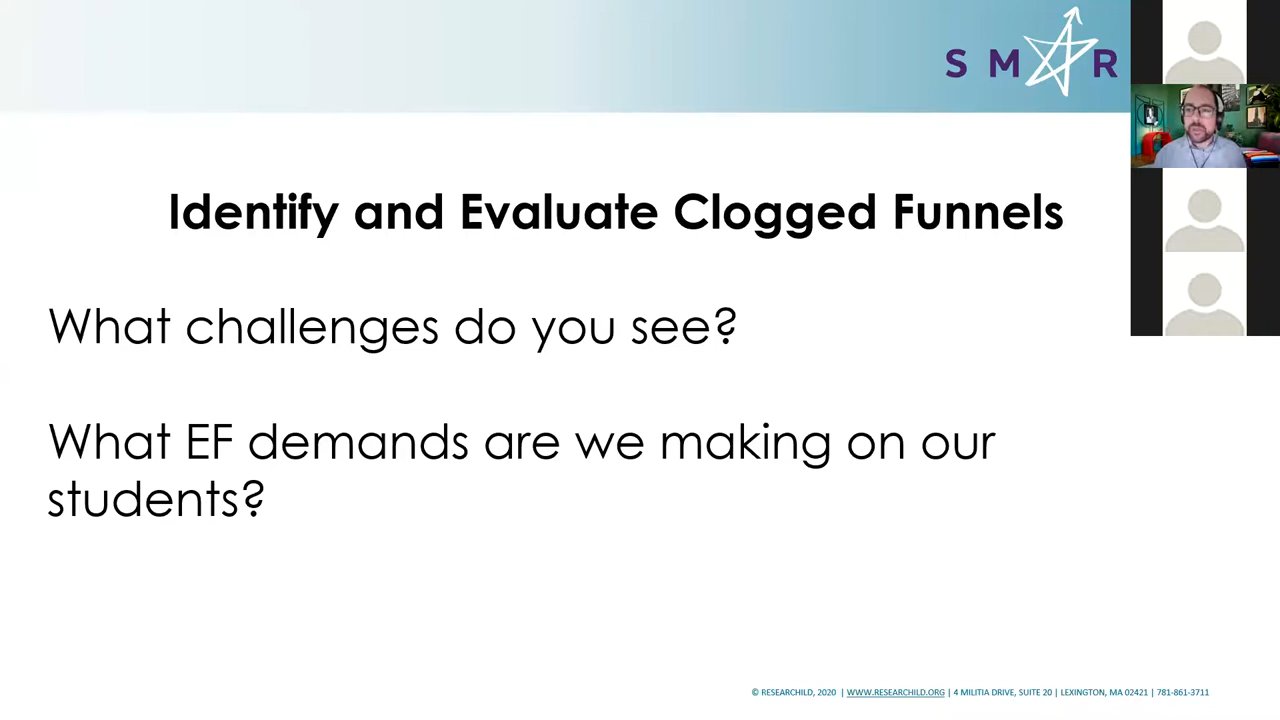 SMAR
Identify and Evaluate Clogged Funnels
What challenges do you see?
What EF demands are we making on our
students?
© RESEARCHILD, 2020 | WWW.RESEARCHILD.ORG | 4 MILITIA DRIVE, SUITE 20 | LEXINGTON, MA 02421 | 781-861-3711